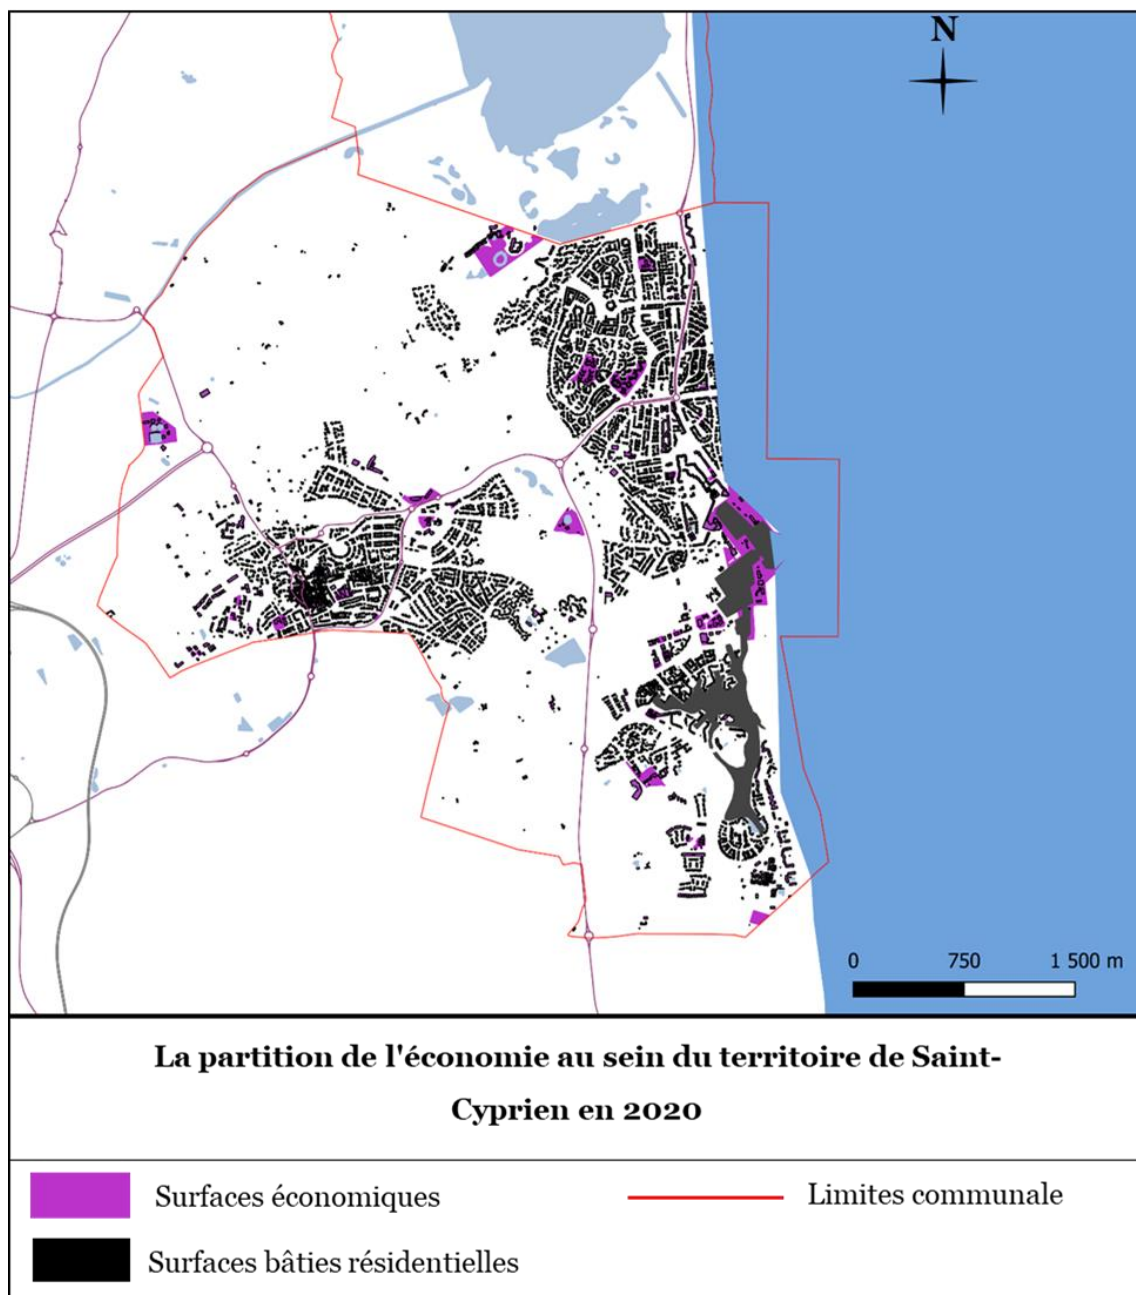 N
0 750 1 500 m
La partition de l'économie au sein du territoire de Saint-
Cyprien en 2020
Surfaces économiques
Limites communale
Surfaces bâties résidentielles